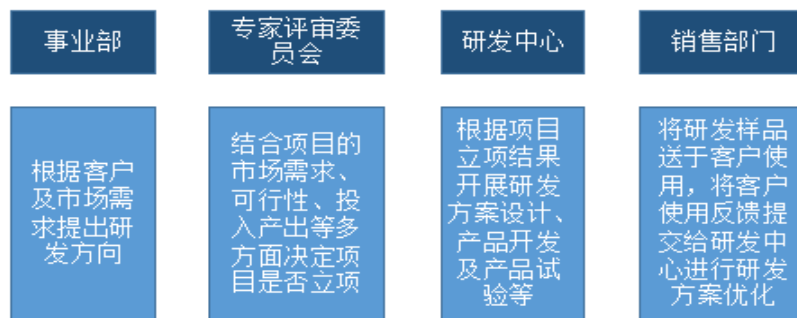 事业部
专家评审委
员会
研发中心
销售部门
根据客户
及市场需
求提出研
发方向
结合项目的
市场需求、
可行性、投
入产出等多
方面决定项
目是否立项
根据项目
立项结果
开展研发
方案设计、
产品开发
及产品试
验等
将研发样品
送于客户使
用，将客户
使用反馈提
交给研发中
心进行研发
方案优化